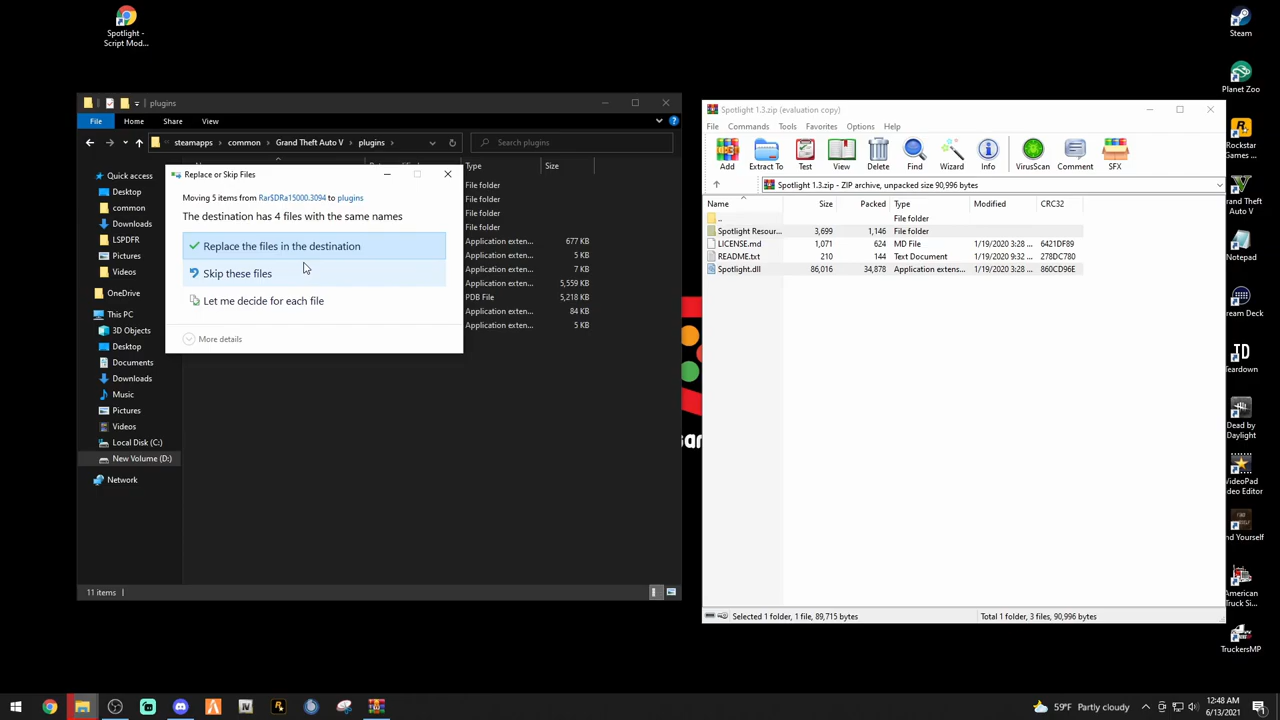 Spotlight -
Script Mod...
plugins
File
Home
Share
View
steamapps
common
Grand Theft Auto V
plugins
Search plugins
Quick access
Desktop
common
Downloads
LSPDFR
Pictures
Videos
OneDrive
This PC
3D Objects
Desktop
Documents
Downloads
Music
Pictures
Videos
Local Disk (C:)
New Volume (D:)
Network
Type
Size
File folder
File folder
File folder
File folder
Application exten...
677 KB
Application exten...
5 KB
Application exten...
7 KB
Application exten...
5,559 KB
PDB File
5,218 KB
Application exten...
84 KB
Application exten...
5 KB
11 items
Replace or Skip Files
Moving 5 items from Rar$DRa15000.3094 to plugins
The destination has 4 files with the same names
Replace the files in the destination
Skip these files
Let me decide for each file
More details
Spotlight 1.3.zip (evaluation copy)
File
Commands
Tools
Favorites
Options
Help
Add
Extract To
Test
View
Delete
Find
Wizard
Info
VirusScan
Comment
SFX
Spotlight 1.3.zip - ZIP archive, unpacked size 90,996 bytes
Name
Size
Packed
Type
Modified
CRC32
..
File folder
Spotlight Resour...
3,699
1,146
File folder
LICENSE.md
1,071
624
MD File
1/19/2020 3:28 ...
6421DF89
README.txt
210
144
Text Document
1/19/2020 9:32 ...
278DC780
Spotlight.dll
86,016
34,878
Application extens...
1/19/2020 3:28 ...
860CD96E
Selected 1 folder, 1 file, 89,715 bytes
Total 1 folder, 3 files, 90,996 bytes
Steam
Planet Zoo
Rockstar
Games ...
Grand Theft
Auto V
Notepad
Stream Deck
Teardown
Dead by
Daylight
VideoPad
Video Editor
American
Truck Si...
TruckersMP
59°F Partly cloudy
12:48 AM
6/13/2021